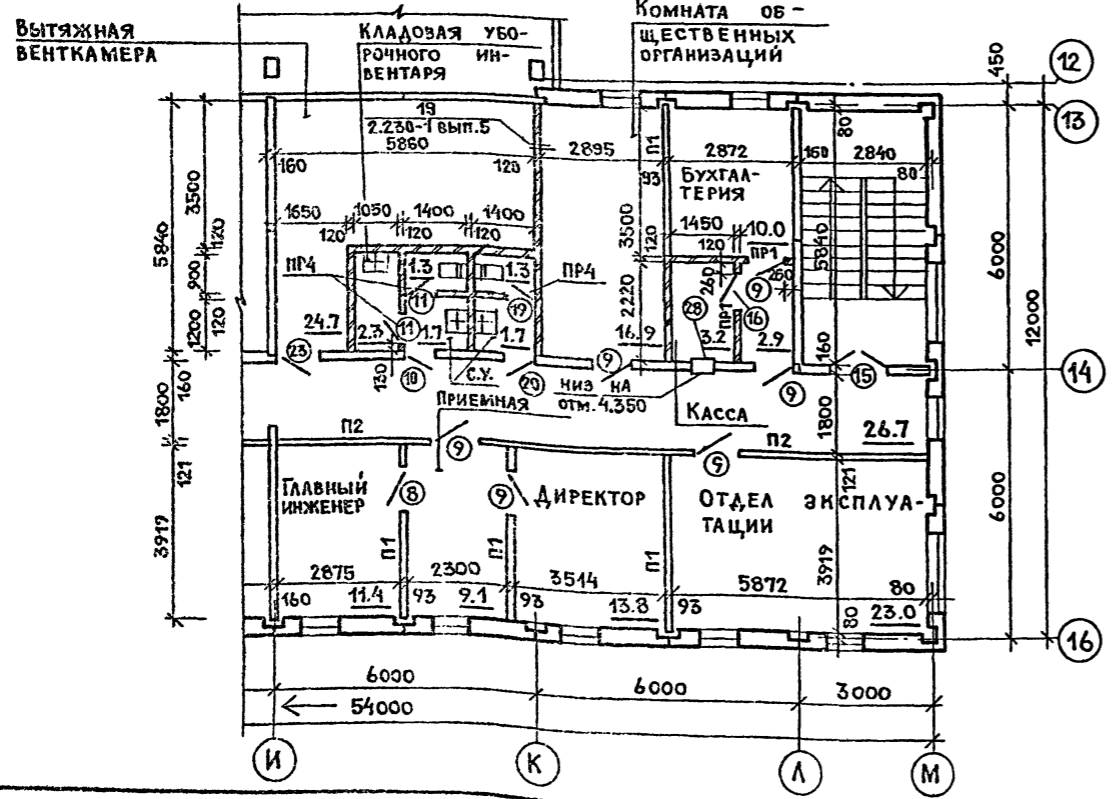 ВЫТЯЖНАЯ
ВЕНТКАМЕРА
КЛАДОВАЯ УБО-
РОЧНОГО ИН-
ВЕНТАРЯ
КОМНАТА ОБ-
ЩЕСТВЕННЫХ
ОРГАНИЗАЦИЙ
12
450
13
19
2.230-1 ВЫП.5
5860
160
120
2895
П1
93
2872
БУХГАЛ-
ТЕРИЯ
80
160
2840
80
3500
5840
120
900
120
1200
1650
1050
1400
1400
120
120
120
3500
120
2220
1450
10.0
120
ПР1
260
260
5840
6000
12000
ПР4
1.3
1.3
ПР4
11
19
9
16
ПР1
28
24.7
2.3
11
1.7
1.7
16.9
3.2
2.9
160
23
130
10
С.У.
20
9
9
15
14
160
1800
НИЗ НА
ОТМ. 4.350
ПРИЕМНАЯ
КАССА
1800
26.7
П2
9
9
П2
121
121
ГЛАВНЫЙ
ИНЖЕНЕР
8
9
ДИРЕКТОР
ОТДЕЛ ЭКСПЛУА-
ТАЦИИ
3919
П1
П1
П1
3919
6000
2875
2300
3514
5872
80
160
11.4
93
9.1
93
13.8
93
80
23.0
16
6000
6000
3000
54000
И
К
Л
М